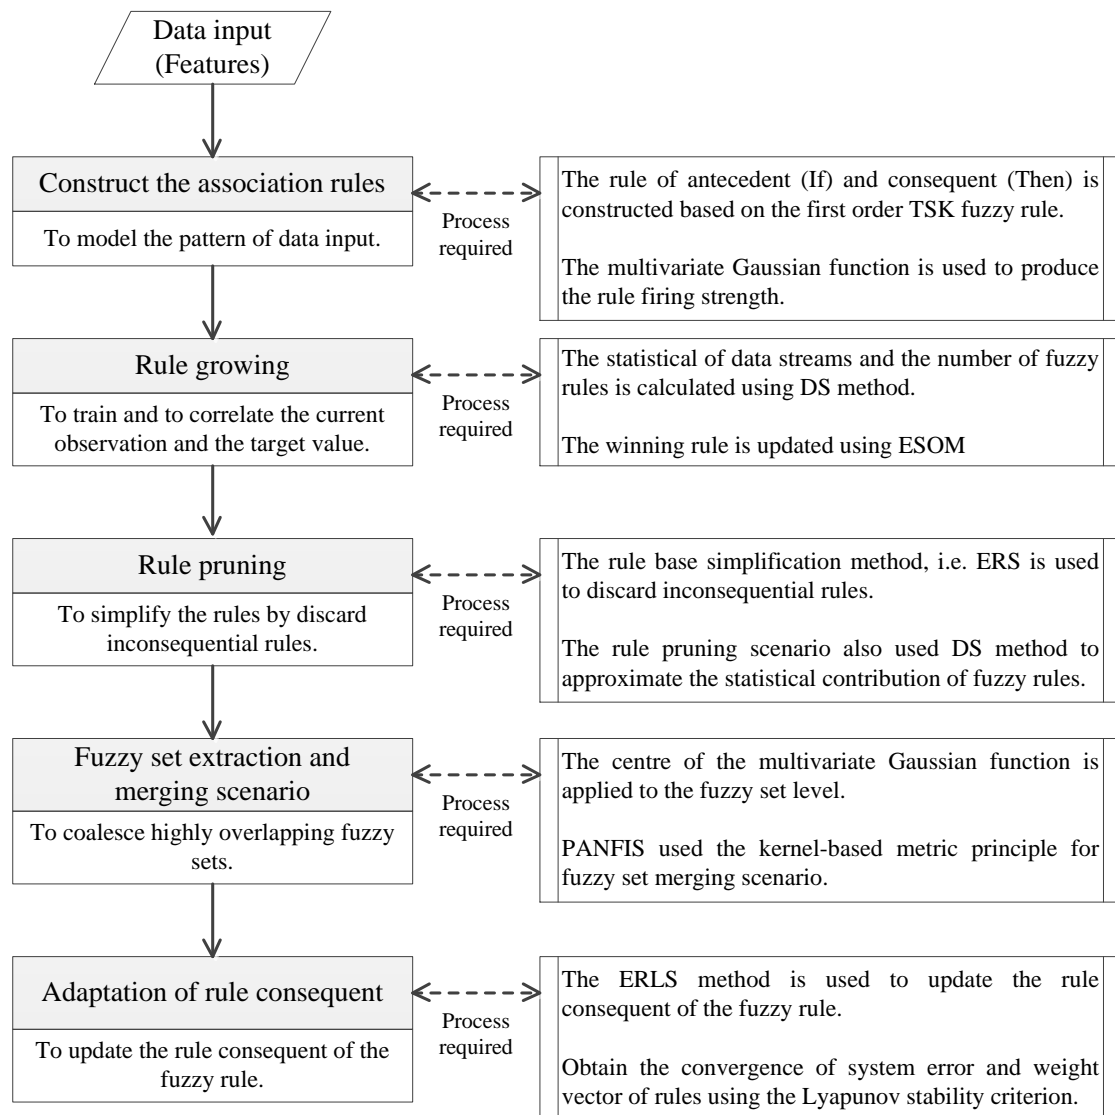 Data input
(Features)
Construct the association rules
To model the pattern of data input.
Process
required
The rule of antecedent (If) and consequent (Then) is
constructed based on the first order TSK fuzzy rule.
The multivariate Gaussian function is used to produce
the rule firing strength.
Rule growing
To train and to correlate the current
observation and the target value.
Process
required
The statistical of data streams and the number of fuzzy
rules is calculated using DS method.
The winning rule is updated using ESOM
Rule pruning
To simplify the rules by discard
inconsequential rules.
Process
required
The rule base simplification method, i.e. ERS is used
to discard inconsequential rules.
The rule pruning scenario also used DS method to
approximate the statistical contribution of fuzzy rules.
Fuzzy set extraction and
merging scenario
To coalesce highly overlapping fuzzy
sets.
Process
required
The centre of the multivariate Gaussian function is
applied to the fuzzy set level.
PANFIS used the kernel-based metric principle for
fuzzy set merging scenario.
Adaptation of rule consequent
To update the rule consequent of the
fuzzy rule.
Process
required
The ERLS method is used to update the rule
consequent of the fuzzy rule.
Obtain the convergence of system error and weight
vector of rules using the Lyapunov stability criterion.